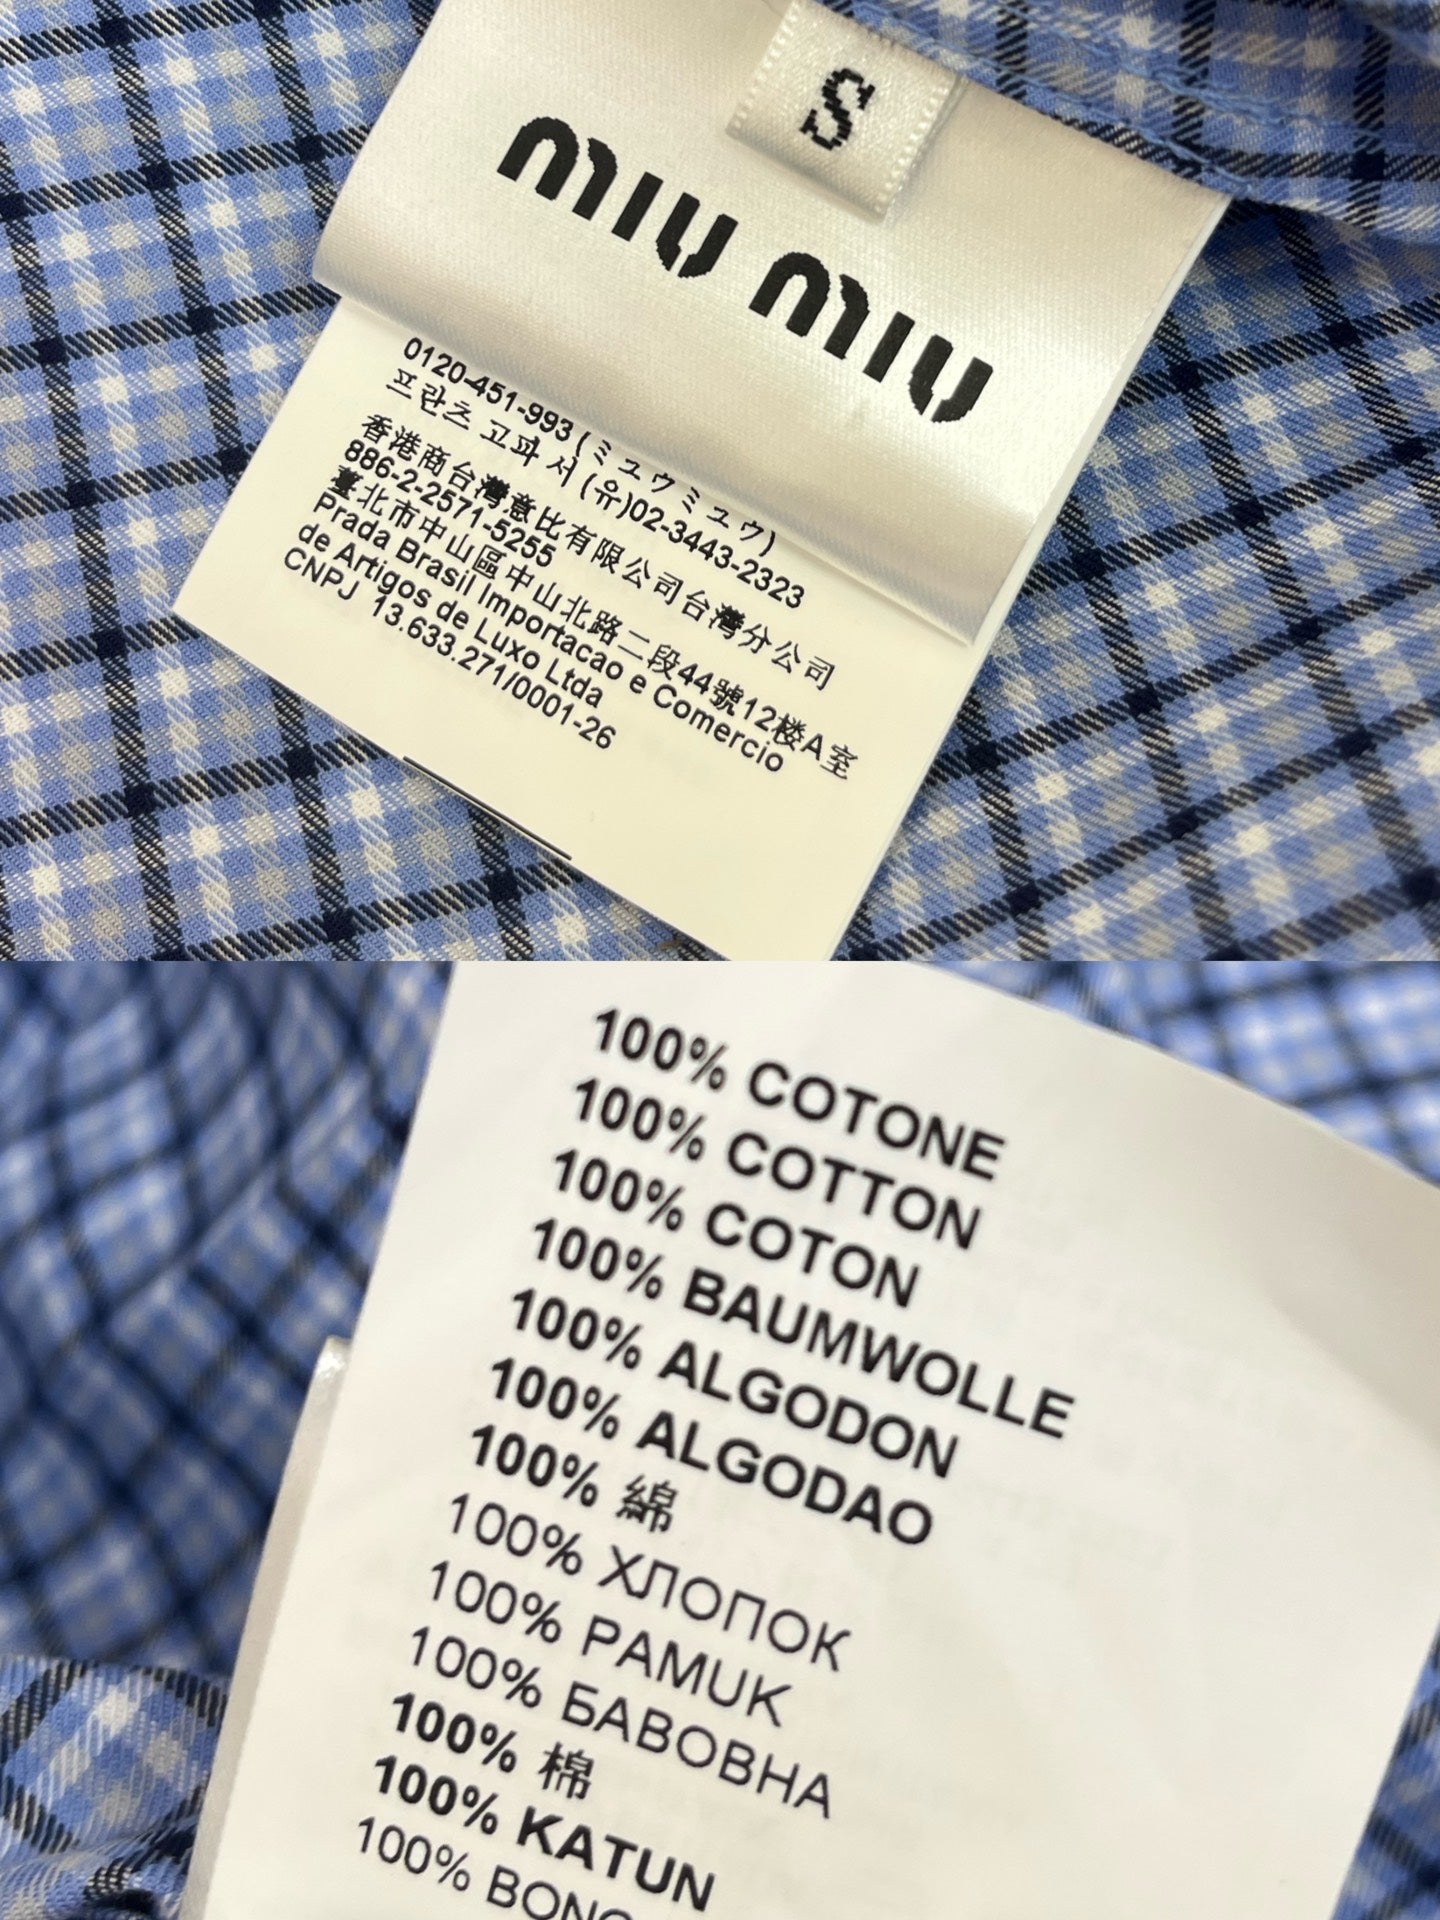 S
miu miu
0120-451-993(ミュウミュウ)
프란츠 고파 서(유)02-3443-2323
香港商台灣意比有限公司台灣分公司
886-2-2571-5255
臺北市中山區中山北路二段44號12楼A室
Prada Brasil Importacao e Comercio
de Artigos de Luxo Ltda
CNPJ 13.633.271/0001-26
100% COTONE
100% COTTON
100% COTON
100% BAUMWOLLE
100% ALGODON
100% ALGODAO
100% 綿
100% ХЛОПОК
100% PAMUK
100% БАВОВНА
100% 棉
100% KATUN
100%